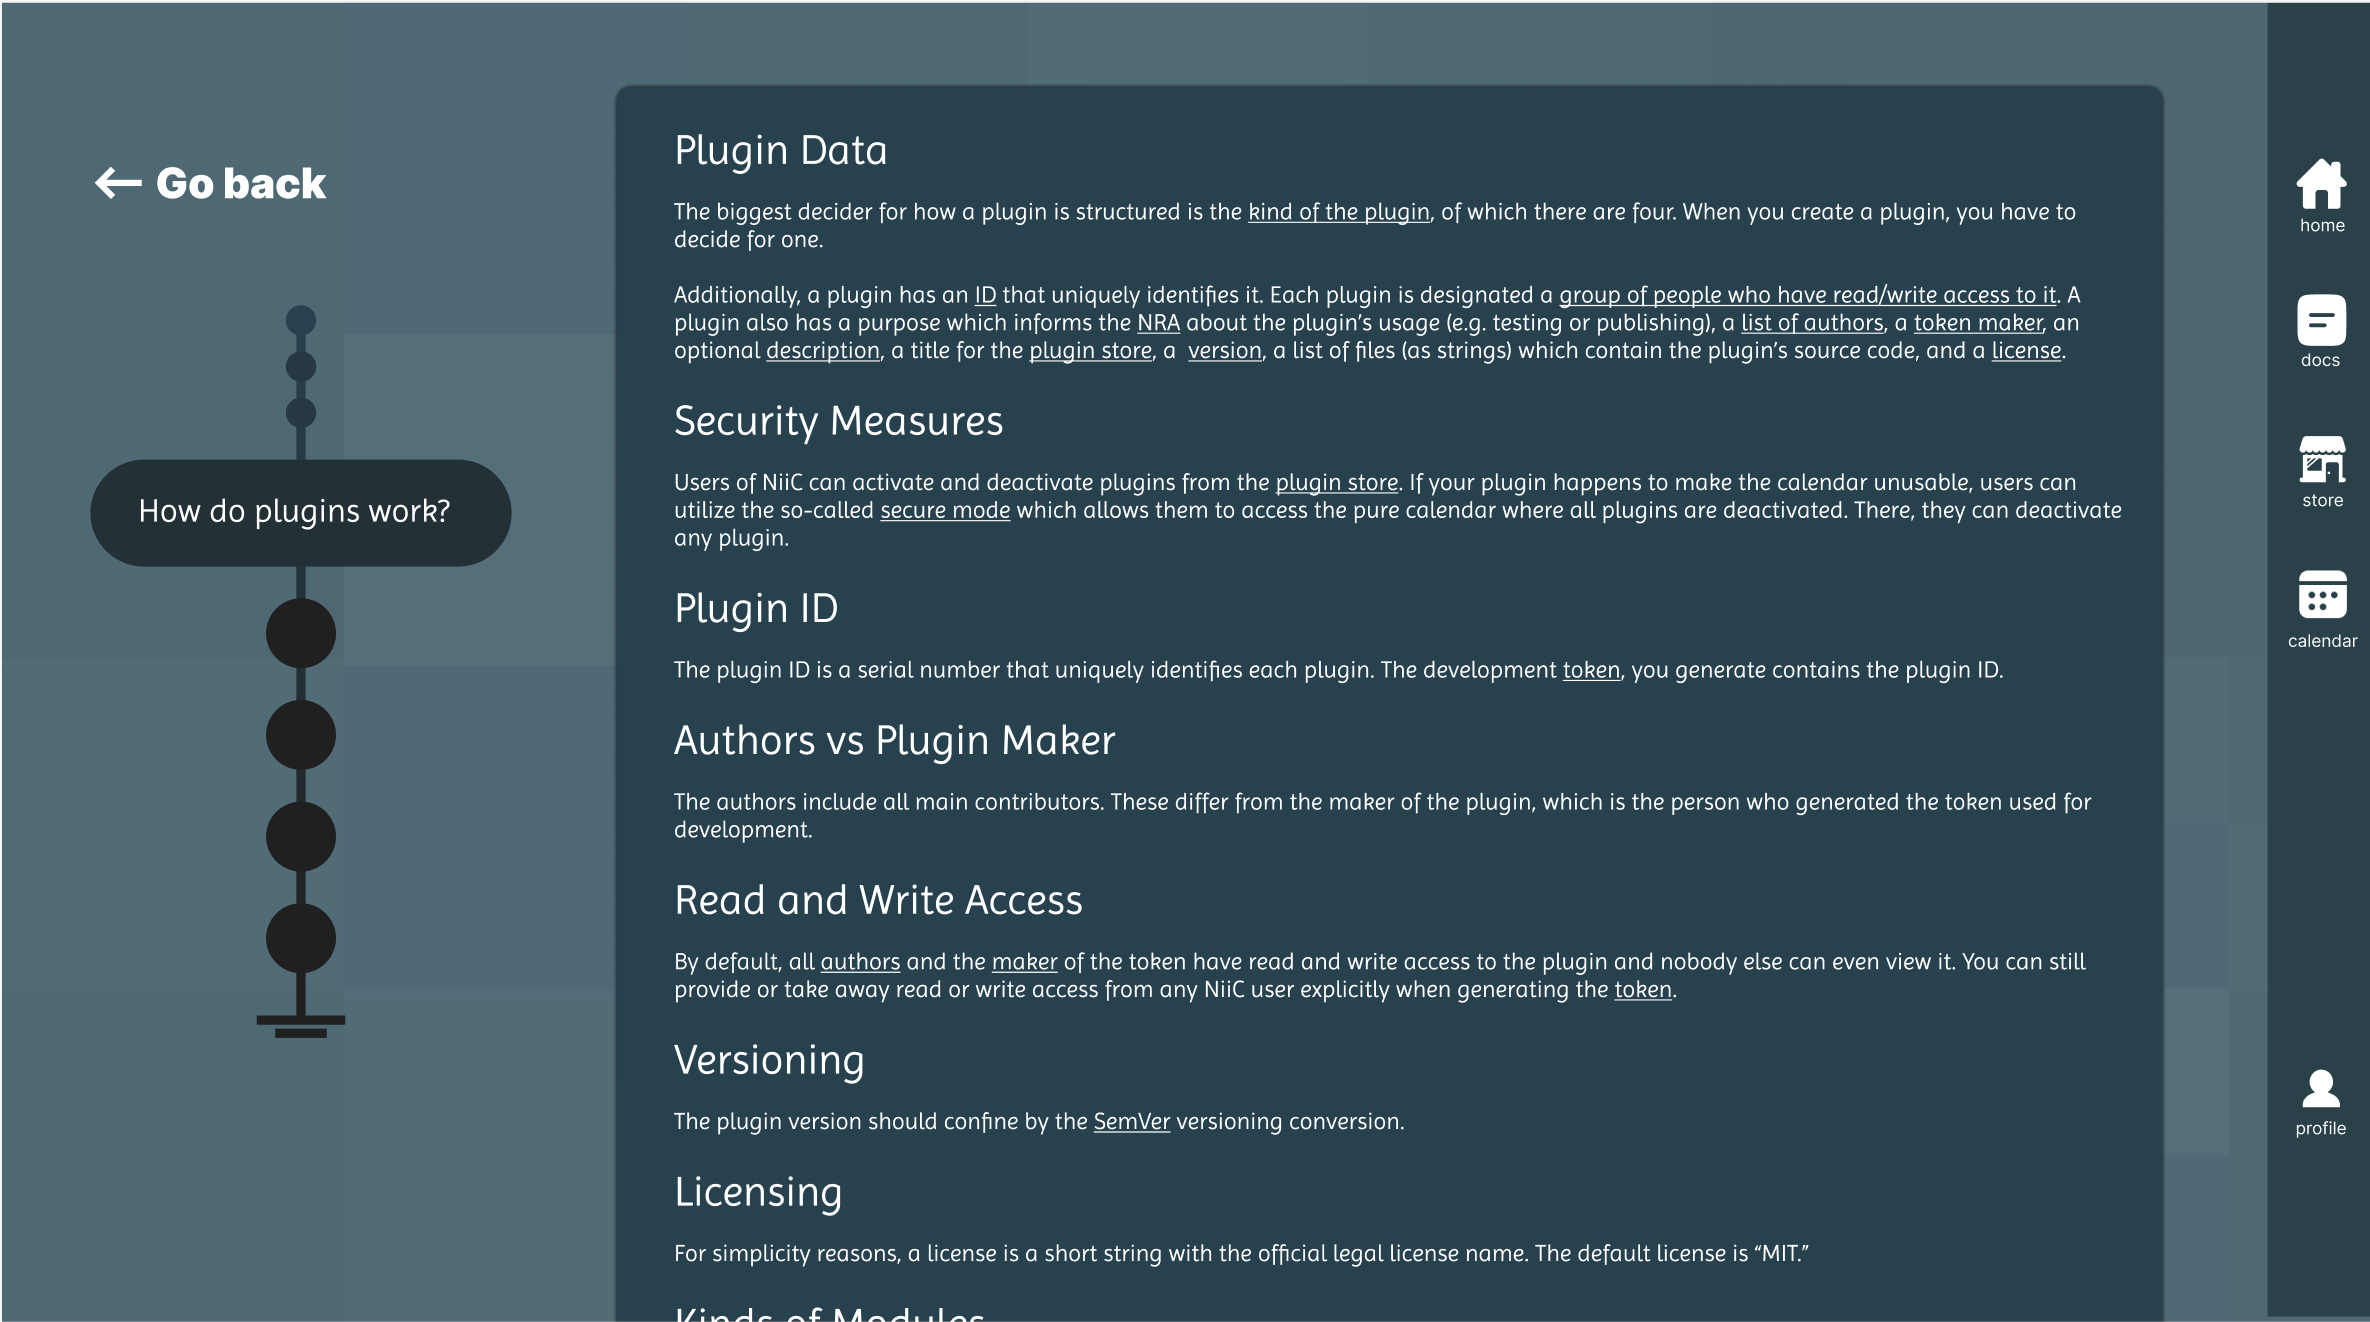 Go back
How do plugins work?
Plugin Data
The biggest decider for how a plugin is structured is the kind of the plugin, of which there are four. When you create a plugin, you have to
decide for one.
Additionally, a plugin has an ID that uniquely identifies it. Each plugin is designated a group of people who have read/write access to it. A
plugin also has a purpose which informs the NRA about the plugin’s usage (e.g. testing or publishing), a list of authors, a token maker, an
optional description, a title for the plugin store, a version, a list of files (as strings) which contain the plugin’s source code, and a license.
Security Measures
Users of NiiC can activate and deactivate plugins from the plugin store. If your plugin happens to make the calendar unusable, users can
utilize the so-called secure mode which allows them to access the pure calendar where all plugins are deactivated. There, they can deactivate
any plugin.
Plugin ID
The plugin ID is a serial number that uniquely identifies each plugin. The development token, you generate contains the plugin ID.
Authors vs Plugin Maker
The authors include all main contributors. These differ from the maker of the plugin, which is the person who generated the token used for
development.
Read and Write Access
By default, all authors and the maker of the token have read and write access to the plugin and nobody else can even view it. You can still
provide or take away read or write access from any NiiC user explicitly when generating the token.
Versioning
The plugin version should confine by the SemVer versioning conversion.
Licensing
For simplicity reasons, a license is a short string with the official legal license name. The default license is “MIT.”
Kinds of Modules
home
docs
store
calendar
profile